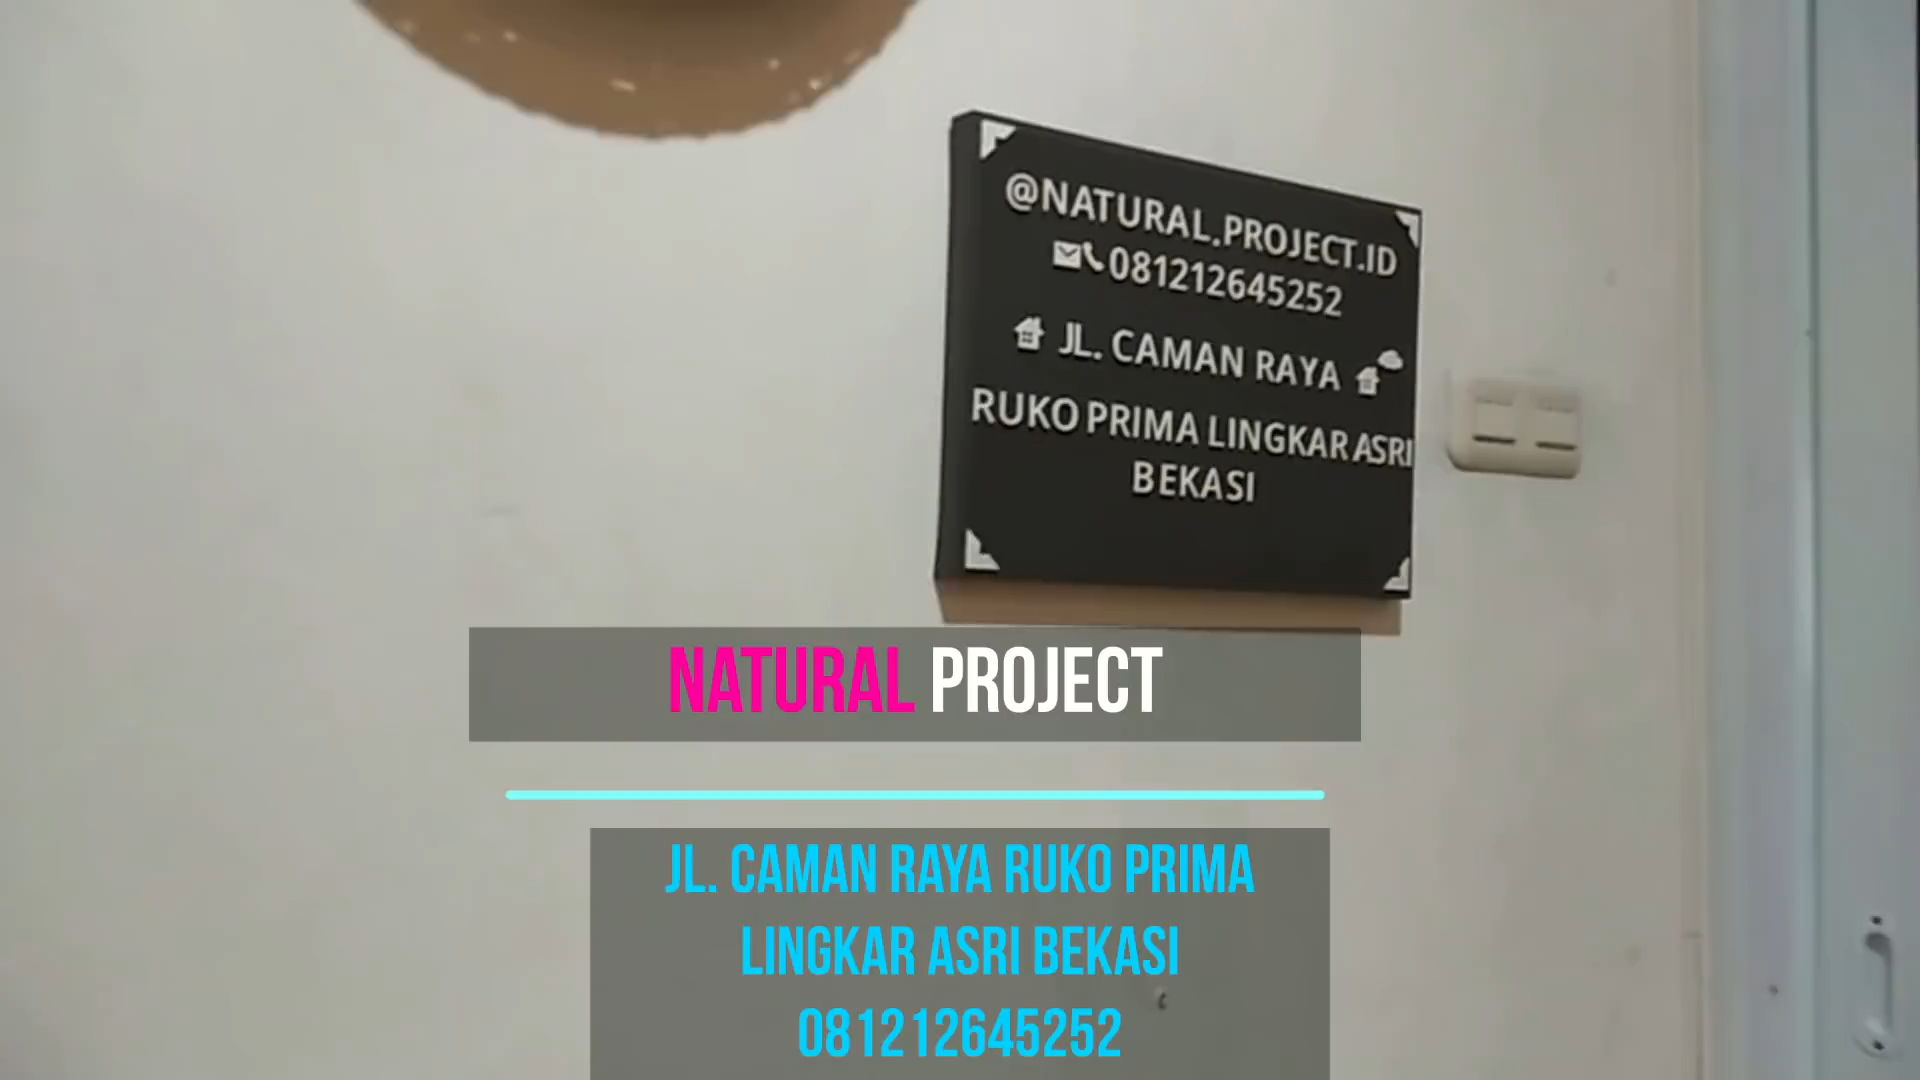 @NATURAL.PROJECT.ID
081212645252
JL. CAMAN RAYA
RUKO PRIMA LINGKAR ASRI
BEKASI
NATURAL PROJECT
JL. CAMAN RAYA RUKO PRIMA
LINGKAR ASRI BEKASI
081212645252